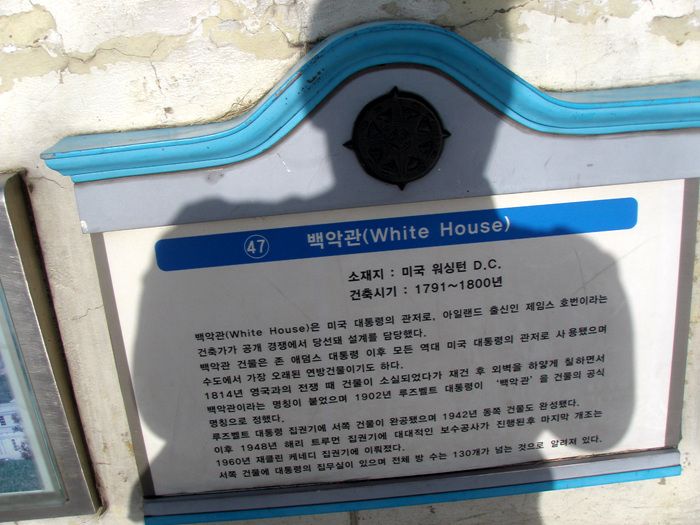 47 백악관(White House)
소재지 : 미국 워싱턴 D.C.
건축시기 : 1791~1800년
백악관(White House)은 미국 대통령의 관저로, 아일랜드 출신인 제임스 호번이라는
건축가가 공개 경쟁에서 당선돼 설계를 담당했다.
백악관 건물은 존 애덤스 대통령 이후 모든 역대 미국 대통령의 관저로 사용됐으며
수도에서 가장 오래된 연방건물이기도 하다.
1814년 영국과의 전쟁 때 건물이 소실되었다가 재건 후 외벽을 하얗게 칠하면서
백악관이라는 명칭이 붙었으며 1902년 루즈벨트 대통령이 ‘백악관’을 건물의 공식
명칭으로 정했다.
루즈벨트 대통령 집권기에 서쪽 건물이 완공됐으며 1942년 동쪽 건물도 완성됐다.
이후 1948년 해리 트루먼 집권기에 대대적인 보수공사가 진행된후 마지막 개조는
1960년 재클린 케네디 집권기에 이뤄졌다.
서쪽 건물에 대통령의 집무실이 있으며 전체 방 수는 130개가 넘는 것으로 알려져 있다.